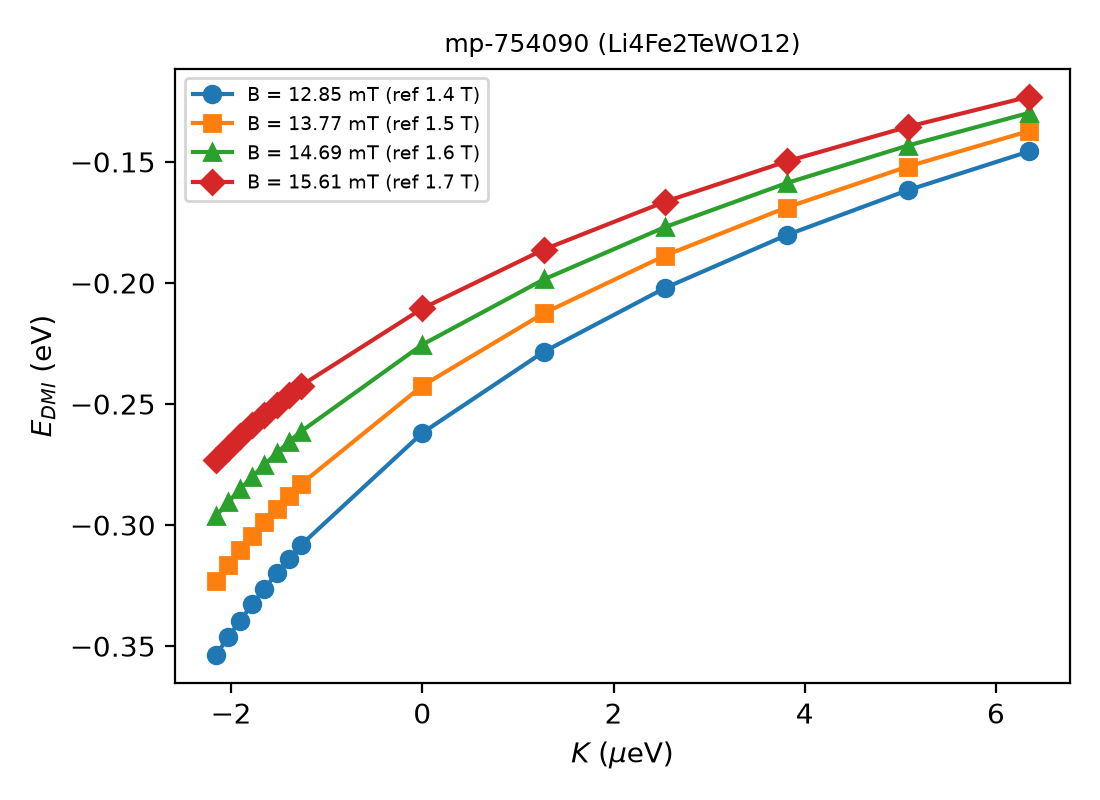 mp-754090 (Li4Fe2TeWO12)
B = 12.85 mT (ref 1.4 T)
B = 13.77 mT (ref 1.5 T)
B = 14.69 mT (ref 1.6 T)
B = 15.61 mT (ref 1.7 T)
−0.15
−0.20
−0.25
−0.30
−0.35
E_{DMI} (eV)
−2 0 2 4 6
K (μeV)